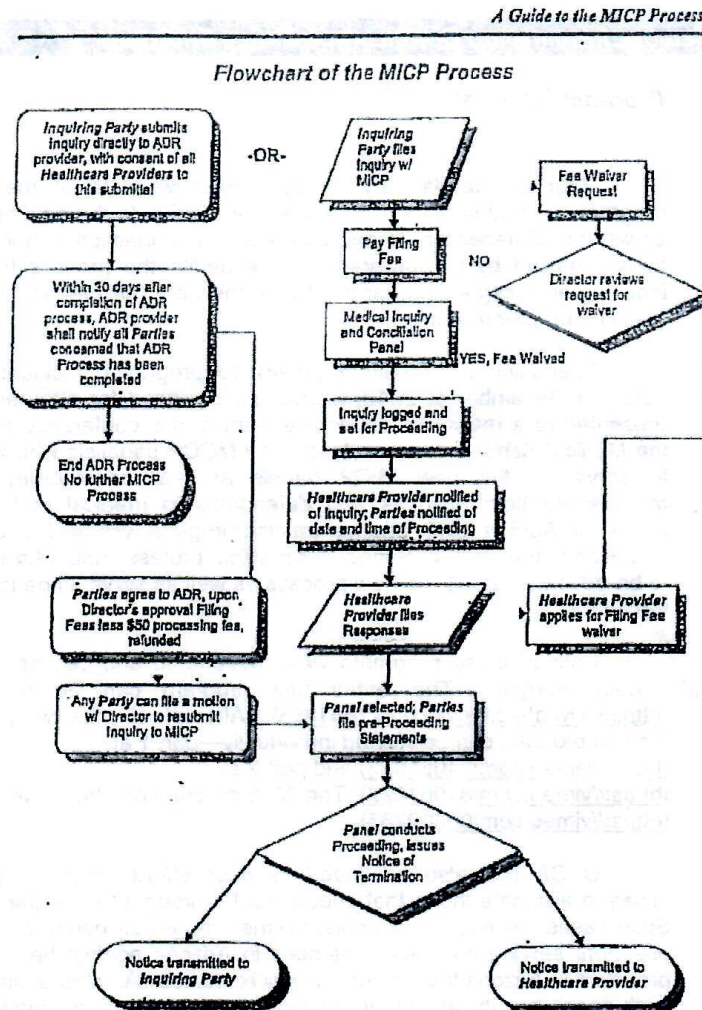 A Guide to the MICP Process
Flowchart of the MICP Process
Inquiring Party submits
Inquiry directly to ADR
provider, with consent of all
Healthcare Providers to
this submittal
-OR-
Inquiring
Party files
Inquiry w/
MICP
Fee Waiver
Request
Pay Filing
Fee
NO
Director reviews
request for
waiver
Within 30 days after
completion of ADR
process, ADR provider
shall notify all Parties
concerned that ADR
Process has been
completed
Medical Inquiry
and Conciliation
Panel
YES, Fee Waived
Inquiry logged and
set for Proceeding
End ADR Process
No further MICP
Process
Healthcare Provider notified
of Inquiry; Parties notified of
date and time of Proceeding
Parties agree to ADR, upon
Director's approval Filing
Fees less $50 processing fee,
refunded
Healthcare
Provider files
Responses
Healthcare Provider
applies for Filing Fee
waiver
Any Party can file a motion
w/ Director to resubmit
Inquiry to MICP
Panel selected; Parties
file pre-Proceeding
Statements
Panel conducts
Proceeding, Issues
Notice of
Termination
Notice transmitted to
Inquiring Party
Notice transmitted to
Healthcare Provider